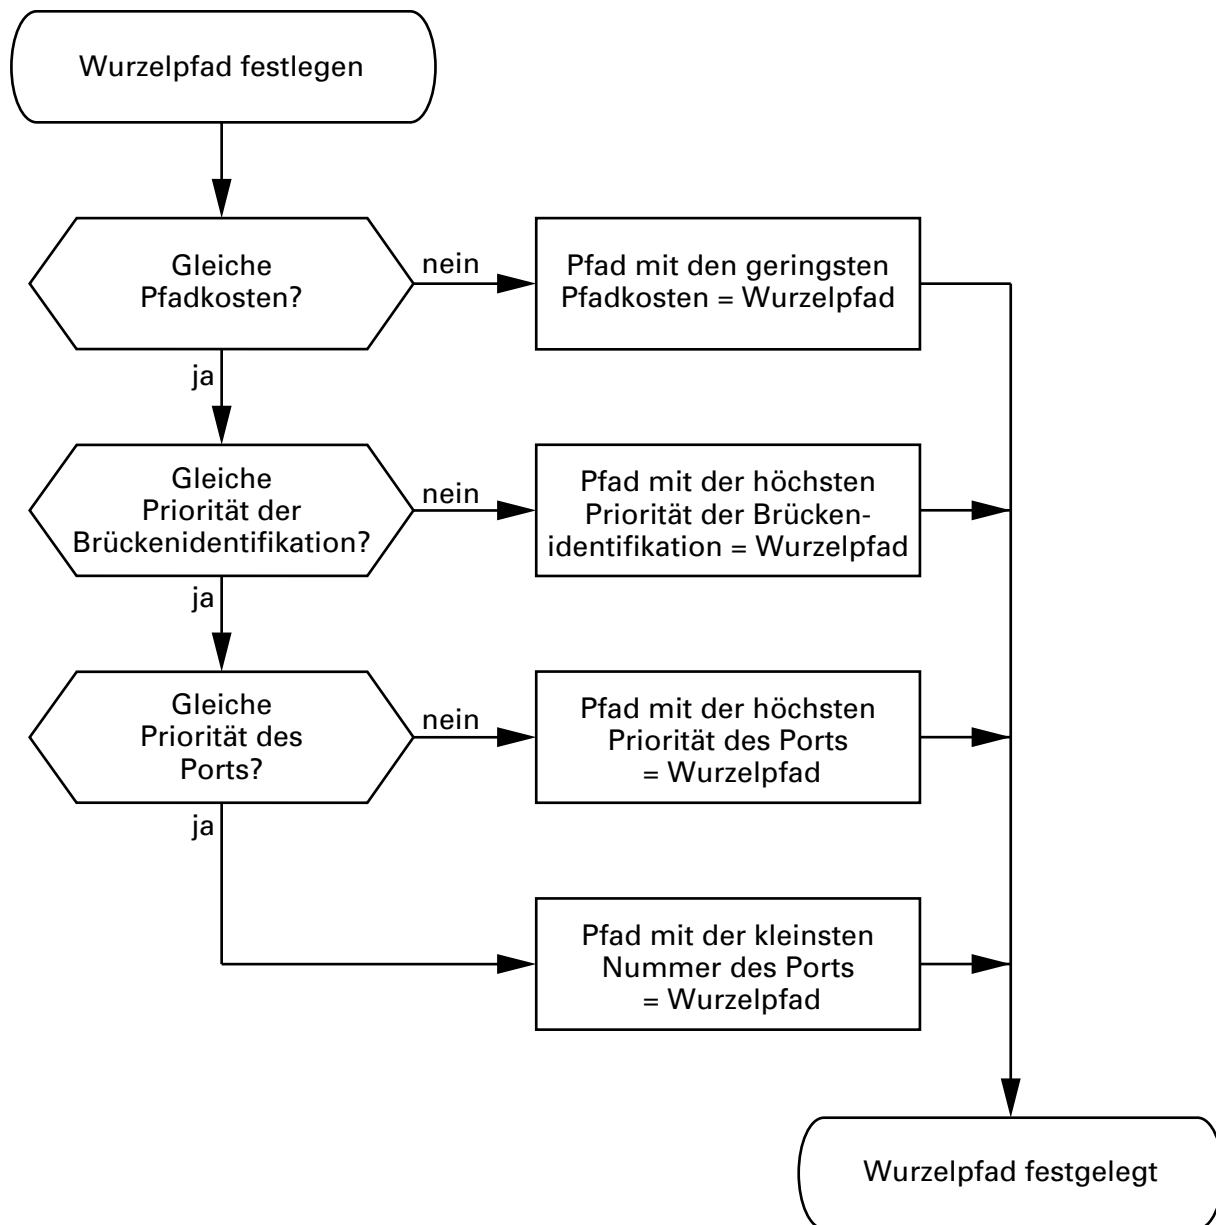 Wurzelpfad festlegen
Gleiche
Pfadkosten?
nein
Pfad mit den geringsten
Pfadkosten = Wurzelpfad
ja
Gleiche
Priorität der
Brückenidentifikation?
nein
Pfad mit der höchsten
Priorität der Brücken-
identifikation = Wurzelpfad
ja
Gleiche
Priorität des
Ports?
nein
Pfad mit der höchsten
Priorität des Ports
= Wurzelpfad
ja
Pfad mit der kleinsten
Nummer des Ports
= Wurzelpfad
Wurzelpfad festgelegt